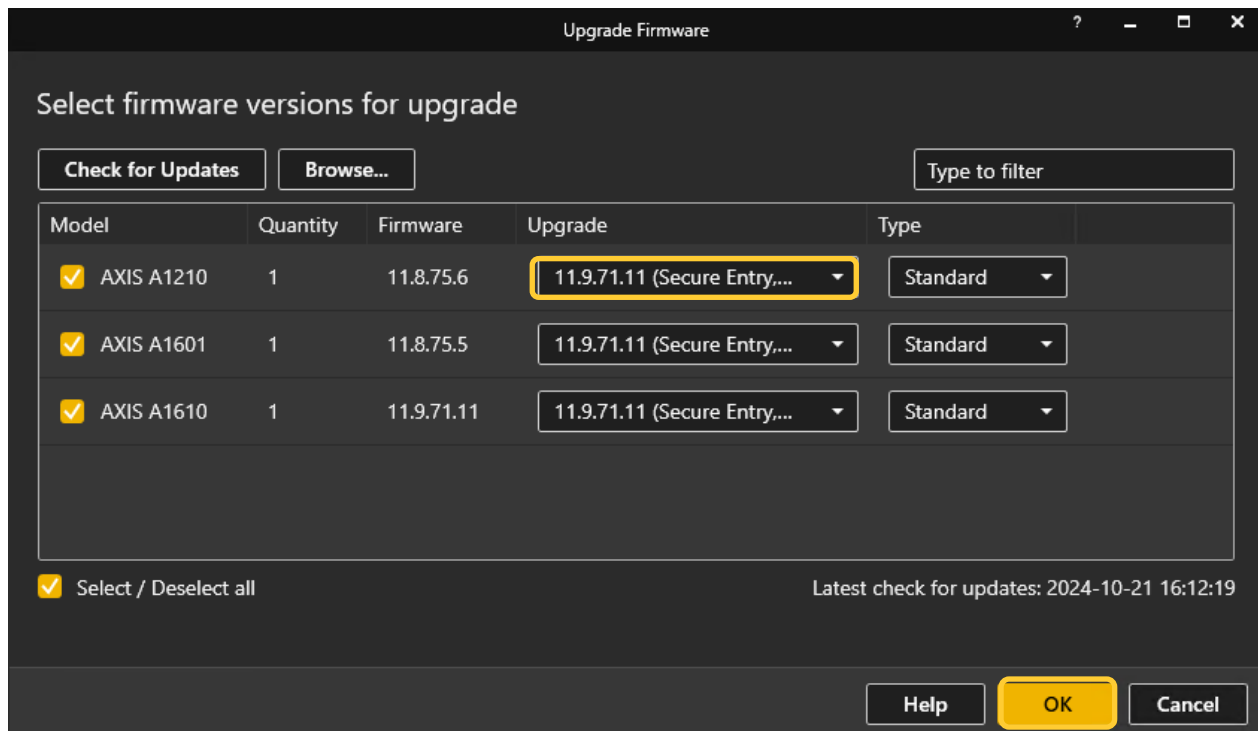 Upgrade Firmware ?
Select firmware versions for upgrade
Check for Updates Browse... Type to filter
Model Quantity Firmware Upgrade Type
AXIS A1210 1 11.8.75.6 11.9.71.11 (Secure Entry,... Standard
AXIS A1601 1 11.8.75.5 11.9.71.11 (Secure Entry,... Standard
AXIS A1610 1 11.9.71.11 11.9.71.11 (Secure Entry,... Standard
Select / Deselect all Latest check for updates: 2024-10-21 16:12:19
Help OK Cancel